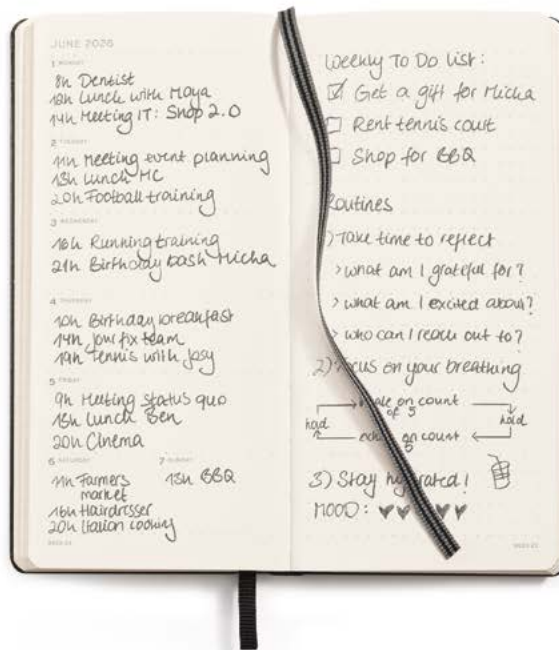 JUNE 2026
1 MONDAY
8h Dentist
12h Lunch with Maya
14h Meeting IT: Shop 2.0
2 TUESDAY
11h Meeting event planning
13h Lunch MC
20h Football training
3 WEDNESDAY
16h Running training
21h Birthday bash Micha
4 THURSDAY
10h Birthday breakfast
14h Jour fix team
19h Tennis with Josy
5 FRIDAY
9h Meeting status quo
13h Lunch Ben
20h Cinema
6 SATURDAY
11h Farmers
market
16h Hairdresser
20h Italian cooking
7 SUNDAY
13h BBQ
WEEK 23
Weekly To Do List:
Get a gift for Micha
Rent tennis court
Shop for BBQ
Routines
) Take time to reflect
> what am I grateful for?
> what am I excited about?
> who can I reach out to?
2) Focus on your breathing
on count
of 5
hold
hold
on count
5
3) Stay hydrated!
MOOD:
WEEK 23